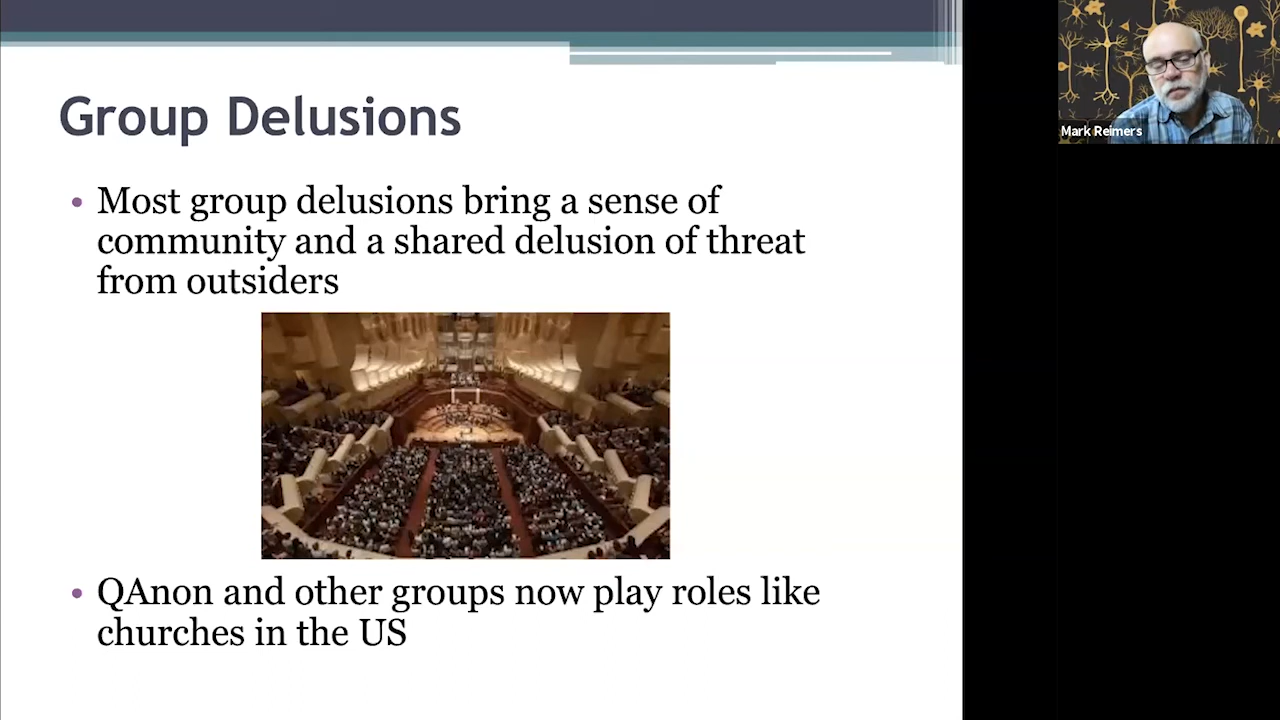 Group Delusions
• Most group delusions bring a sense of
community and a shared delusion of threat
from outsiders
• QAnon and other groups now play roles like
churches in the US
Mark Reimers